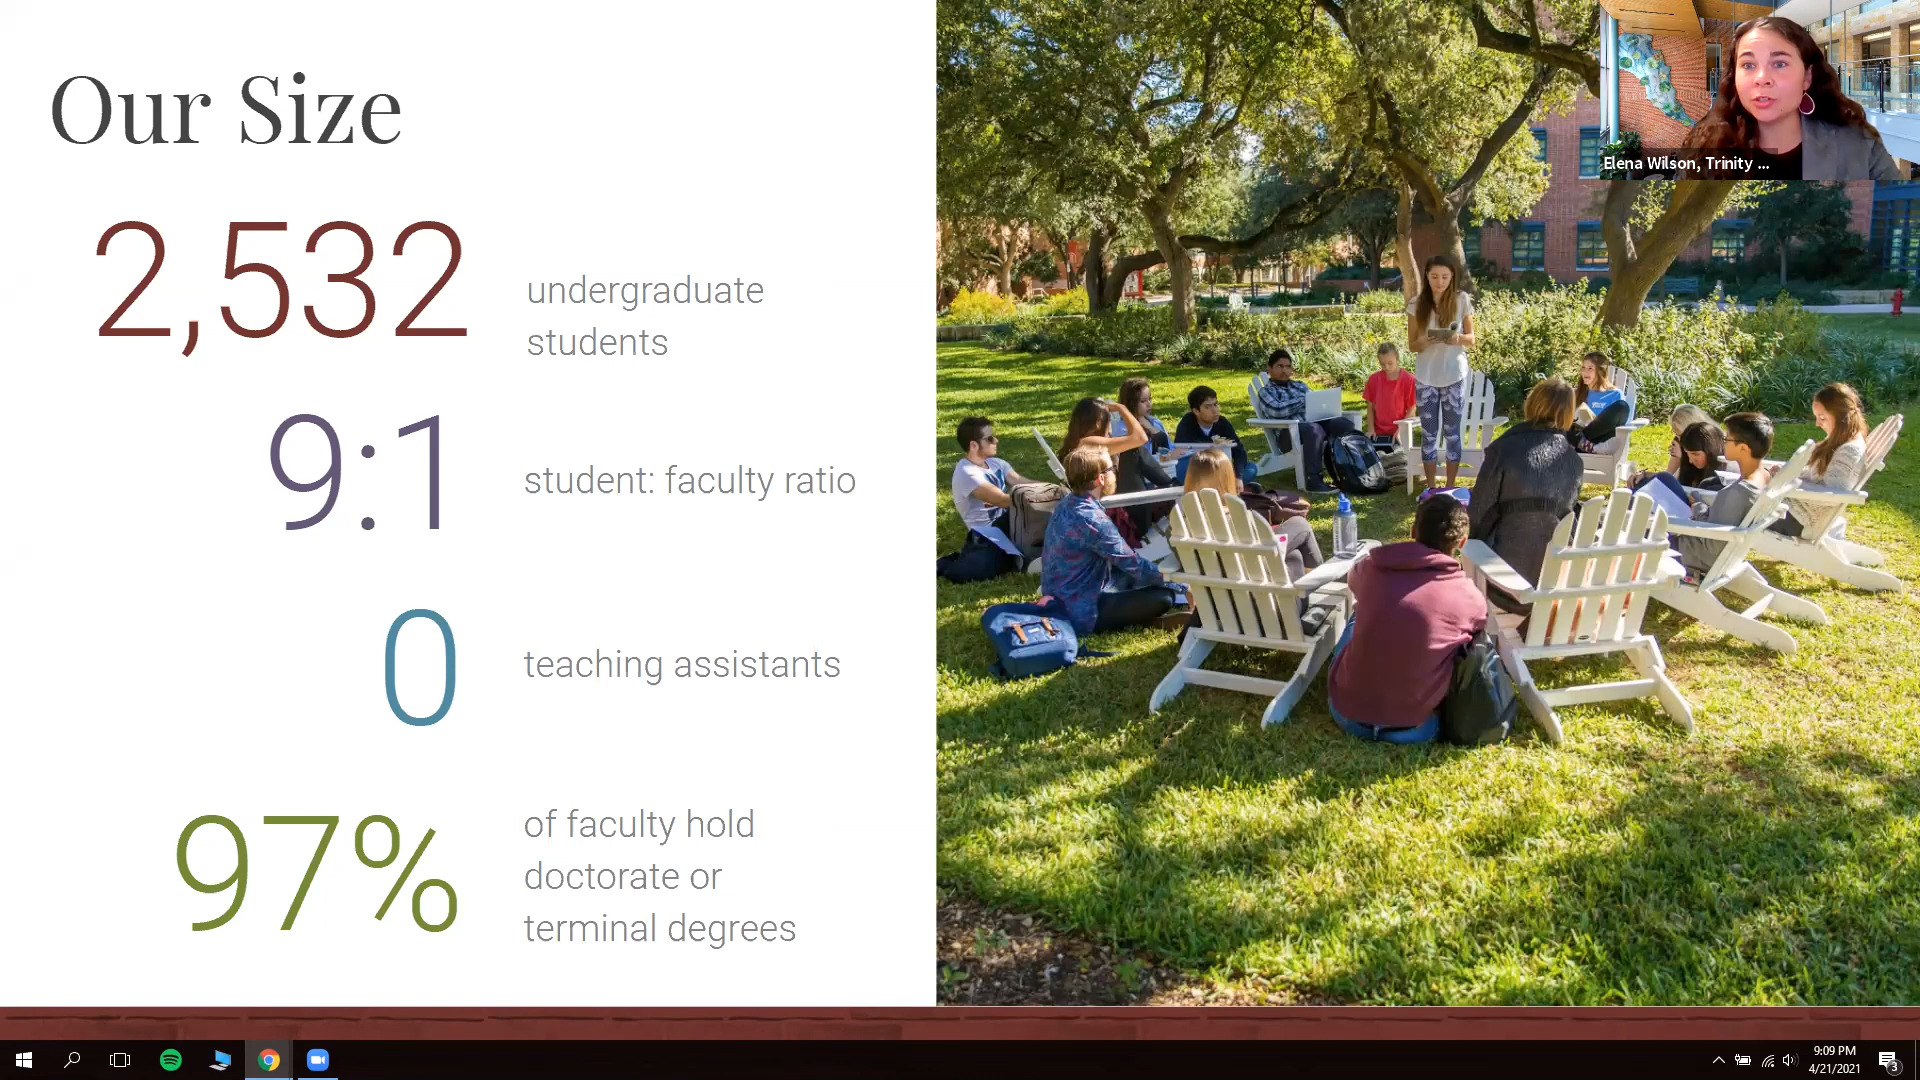 Our Size
2,532
undergraduate
students
9:1
student: faculty ratio
0
teaching assistants
97%
of faculty hold
doctorate or
terminal degrees
Elena Wilson, Trinity ...
9:09 PM
4/21/2021
3